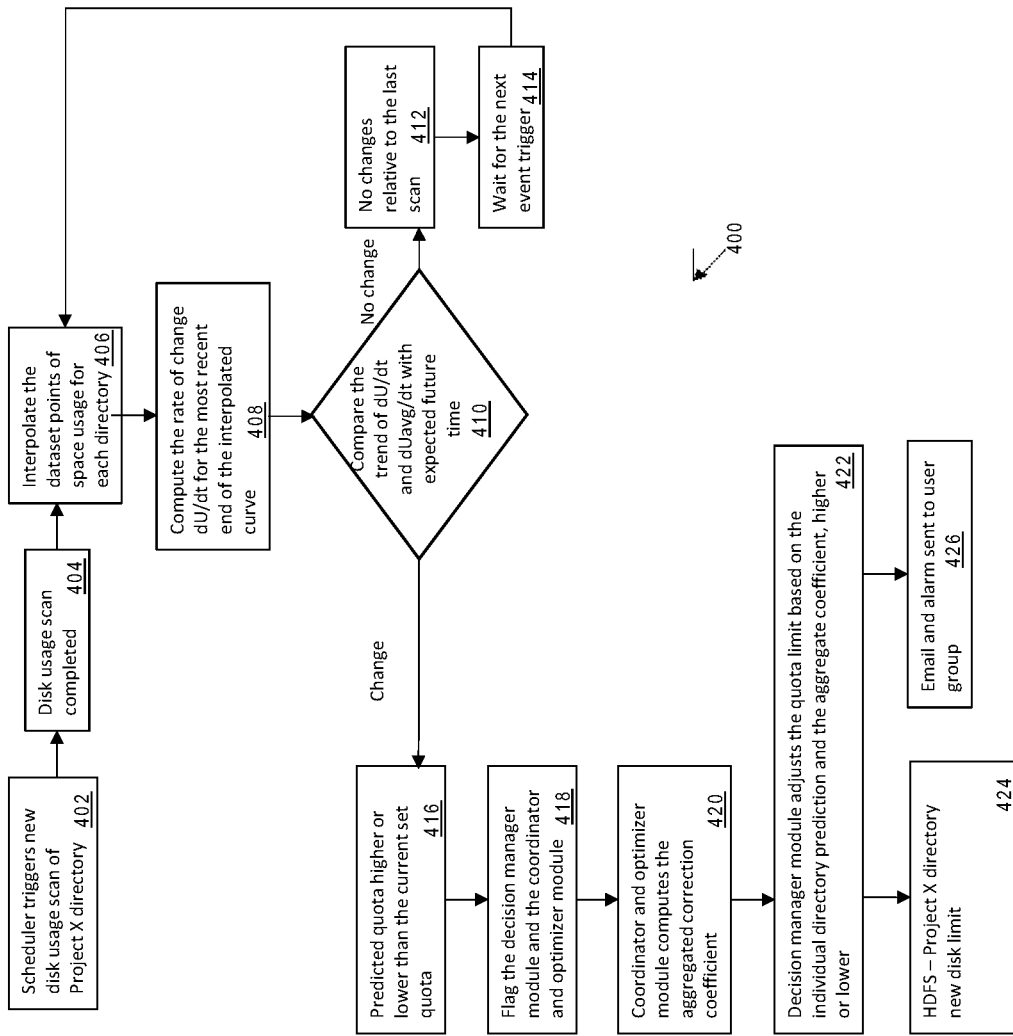 Scheduler triggers new
disk usage scan of
Project X directory 402
Disk usage scan
completed 404
Interpolate the
dataset points of
space usage for
each directory 406
Compute the rate of change
dU/dt for the most recent
end of the interpolated
curve 408
Compare the
trend of dU/dt
and dUavg/dt with
expected future
time
410
No change
No changes
relative to the last
scan
412
Wait for the next
event trigger 414
Change
Predicted quota higher or
lower than the current set
quota 416
Flag the decision manager
module and the coordinator
and optimizer module 418
Coordinator and optimizer
module computes the
aggregated correction
coefficient 420
Decision manager module adjusts the quota limit based on the
individual directory prediction and the aggregate coefficient, higher
or lower 422
HDFS – Project X directory
new disk limit
424
Email and alarm sent to user
group 426
400